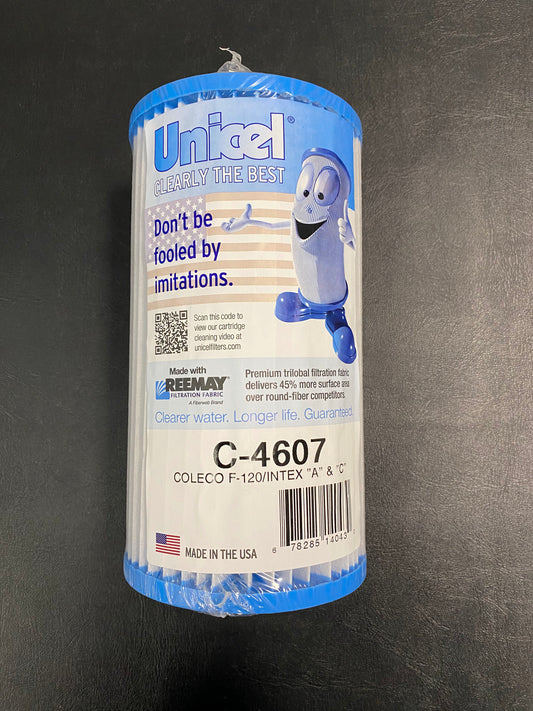 Unicel®
CLEARLY THE BEST
Don't be
fooled by
imitations.
Scan this code to
view our cartridge
cleaning video at
unicelfilters.com
Made with
REEMAY
FILTRATION FABRIC
A Fiberweb Brand
Premium trilobal filtration fabric
delivers 45% more surface area
over round-fiber competitors.
Clearer water. Longer life. Guaranteed.
C-4607
COLECO F-120/INTEX "A" & "C"
6 78285 14043
MADE IN THE USA